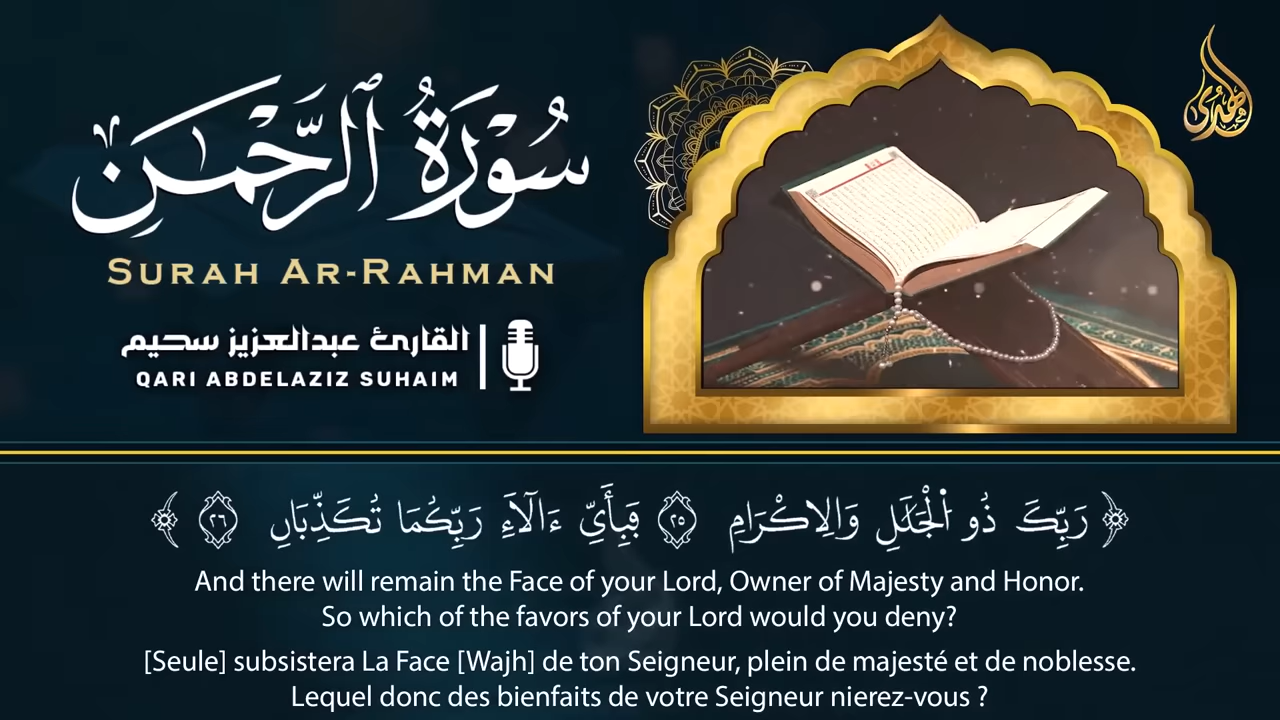 سُورَةُ ٱلرَّحْمَـٰنِ
SURAH AR-RAHMAN
القارئ عبدالعزيز سحيم
QARI ABDELAZIZ SUHAIM
الهدى
رَبِّكَ ذُو ٱلْجَلَـٰلِ وَٱلِاكْرَامِ ٢٥ فَبِأَيِّ ءَالَآءِ رَبِّكُمَا تُكَذِّبَانِ ٢٦
And there will remain the Face of your Lord, Owner of Majesty and Honor.
So which of the favors of your Lord would you deny?
[Seule] subsistera La Face [Wajh] de ton Seigneur, plein de majesté et de noblesse.
Lequel donc des bienfaits de votre Seigneur nierez-vous ?